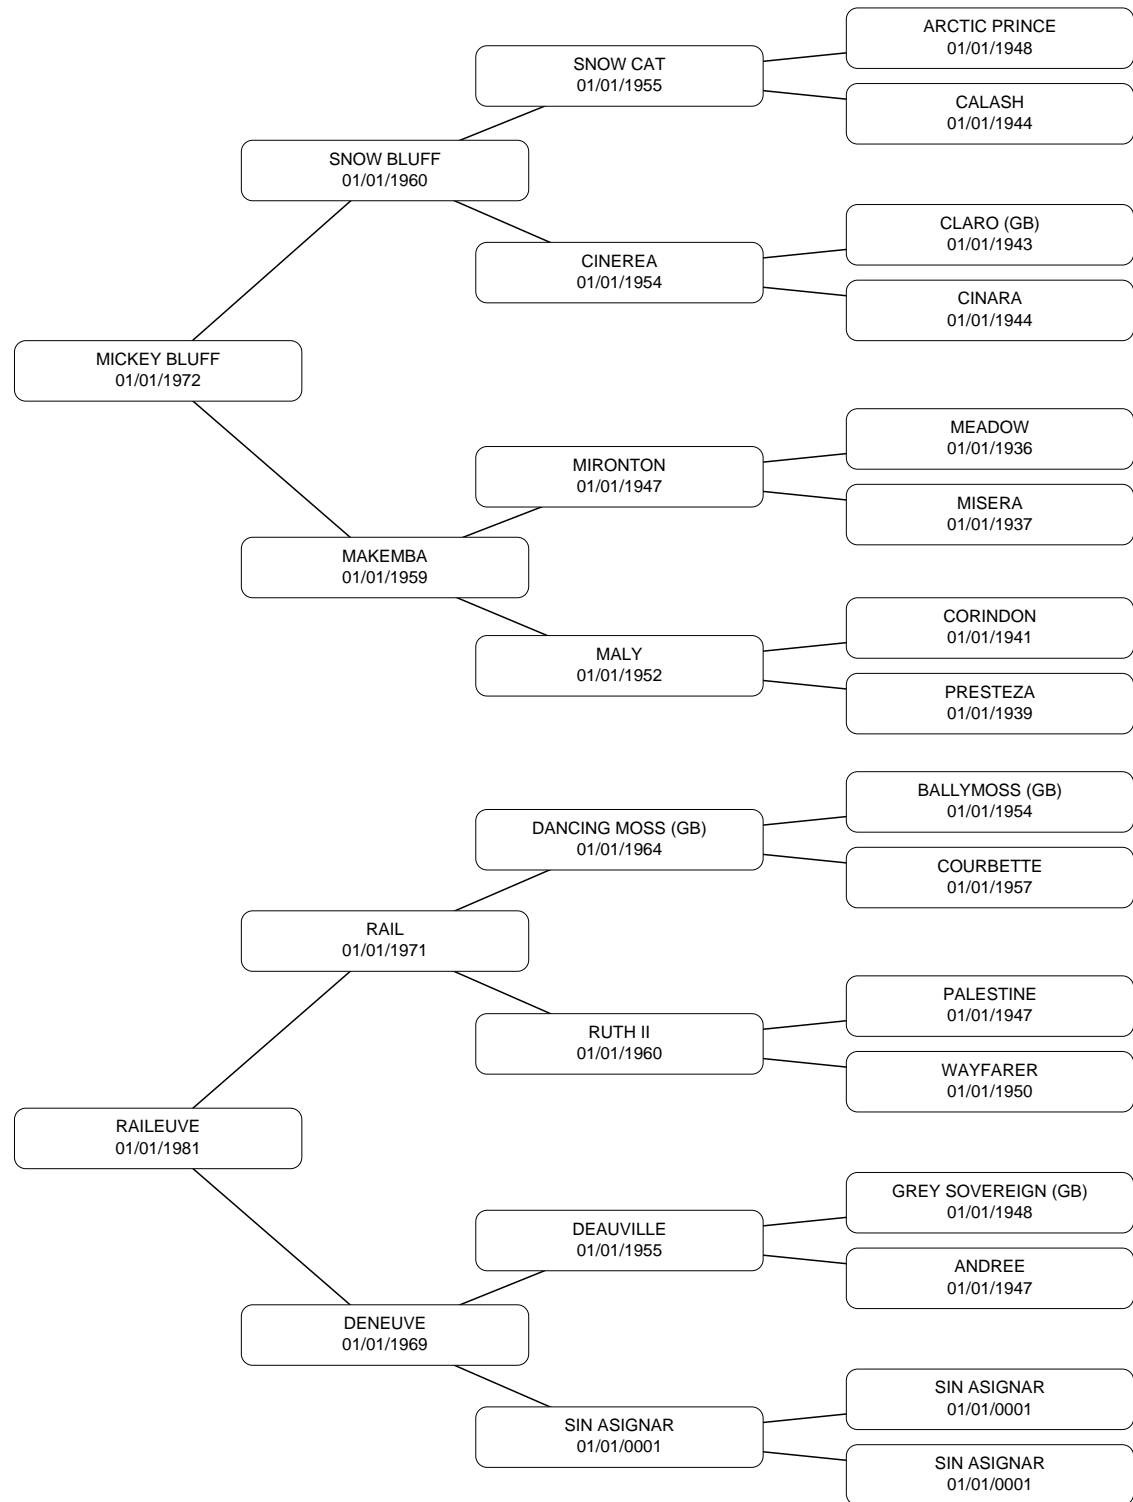 ARCTIC PRINCE
01/01/1948
SNOW CAT
01/01/1955
CALASH
01/01/1944
SNOW BLUFF
01/01/1960
CLARO (GB)
01/01/1943
CINEREA
01/01/1954
CINARA
01/01/1944
MICKEY BLUFF
01/01/1972
MEADOW
01/01/1936
MIRONTON
01/01/1947
MISERA
01/01/1937
MAKEMBA
01/01/1959
CORINDON
01/01/1941
MALY
01/01/1952
PRESTEZA
01/01/1939
BALLYMOSS (GB)
01/01/1954
DANCING MOSS (GB)
01/01/1964
COURBETTE
01/01/1957
RAIL
01/01/1971
PALESTINE
01/01/1947
RUTH II
01/01/1960
WAYFARER
01/01/1950
RAILEUVE
01/01/1981
GREY SOVEREIGN (GB)
01/01/1948
DEAUVILLE
01/01/1955
ANDREE
01/01/1947
DENEUVE
01/01/1969
SIN ASIGNAR
01/01/0001
SIN ASIGNAR
01/01/0001
SIN ASIGNAR
01/01/0001